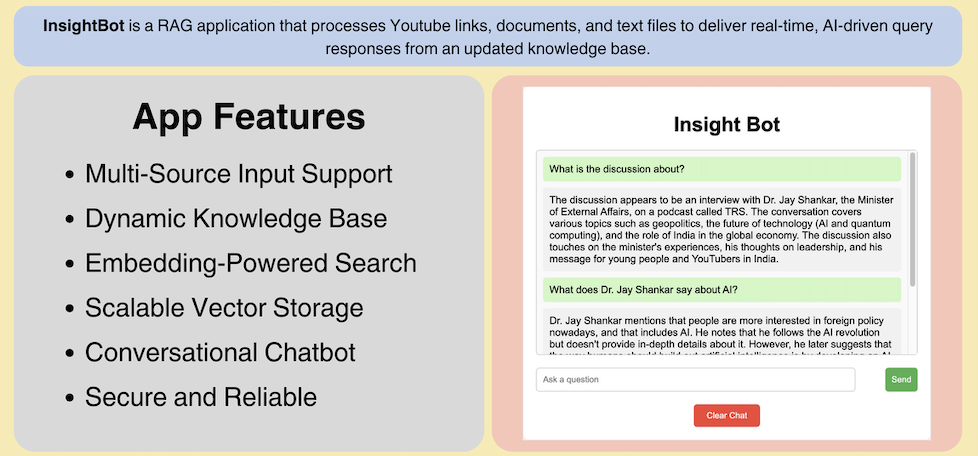 InsightBot is a RAG application that processes Youtube links, documents, and text files to deliver real-time, AI-driven query
responses from an updated knowledge base.
App Features
• Multi-Source Input Support
• Dynamic Knowledge Base
• Embedding-Powered Search
• Scalable Vector Storage
• Conversational Chatbot
• Secure and Reliable
Insight Bot
What is the discussion about?
The discussion appears to be an interview with Dr. Jay Shankar, the Minister
of External Affairs, on a podcast called TRS. The conversation covers
various topics such as geopolitics, the future of technology (AI and quantum
computing), and the role of India in the global economy. The discussion also
touches on the minister's experiences, his thoughts on leadership, and his
message for young people and YouTubers in India.
What does Dr. Jay Shankar say about AI?
Dr. Jay Shankar mentions that people are more interested in foreign policy
nowadays, and that includes AI. He notes that he follows the AI revolution
but doesn't provide in-depth details about it. However, he later suggests that
Ask a question
Send
Clear Chat